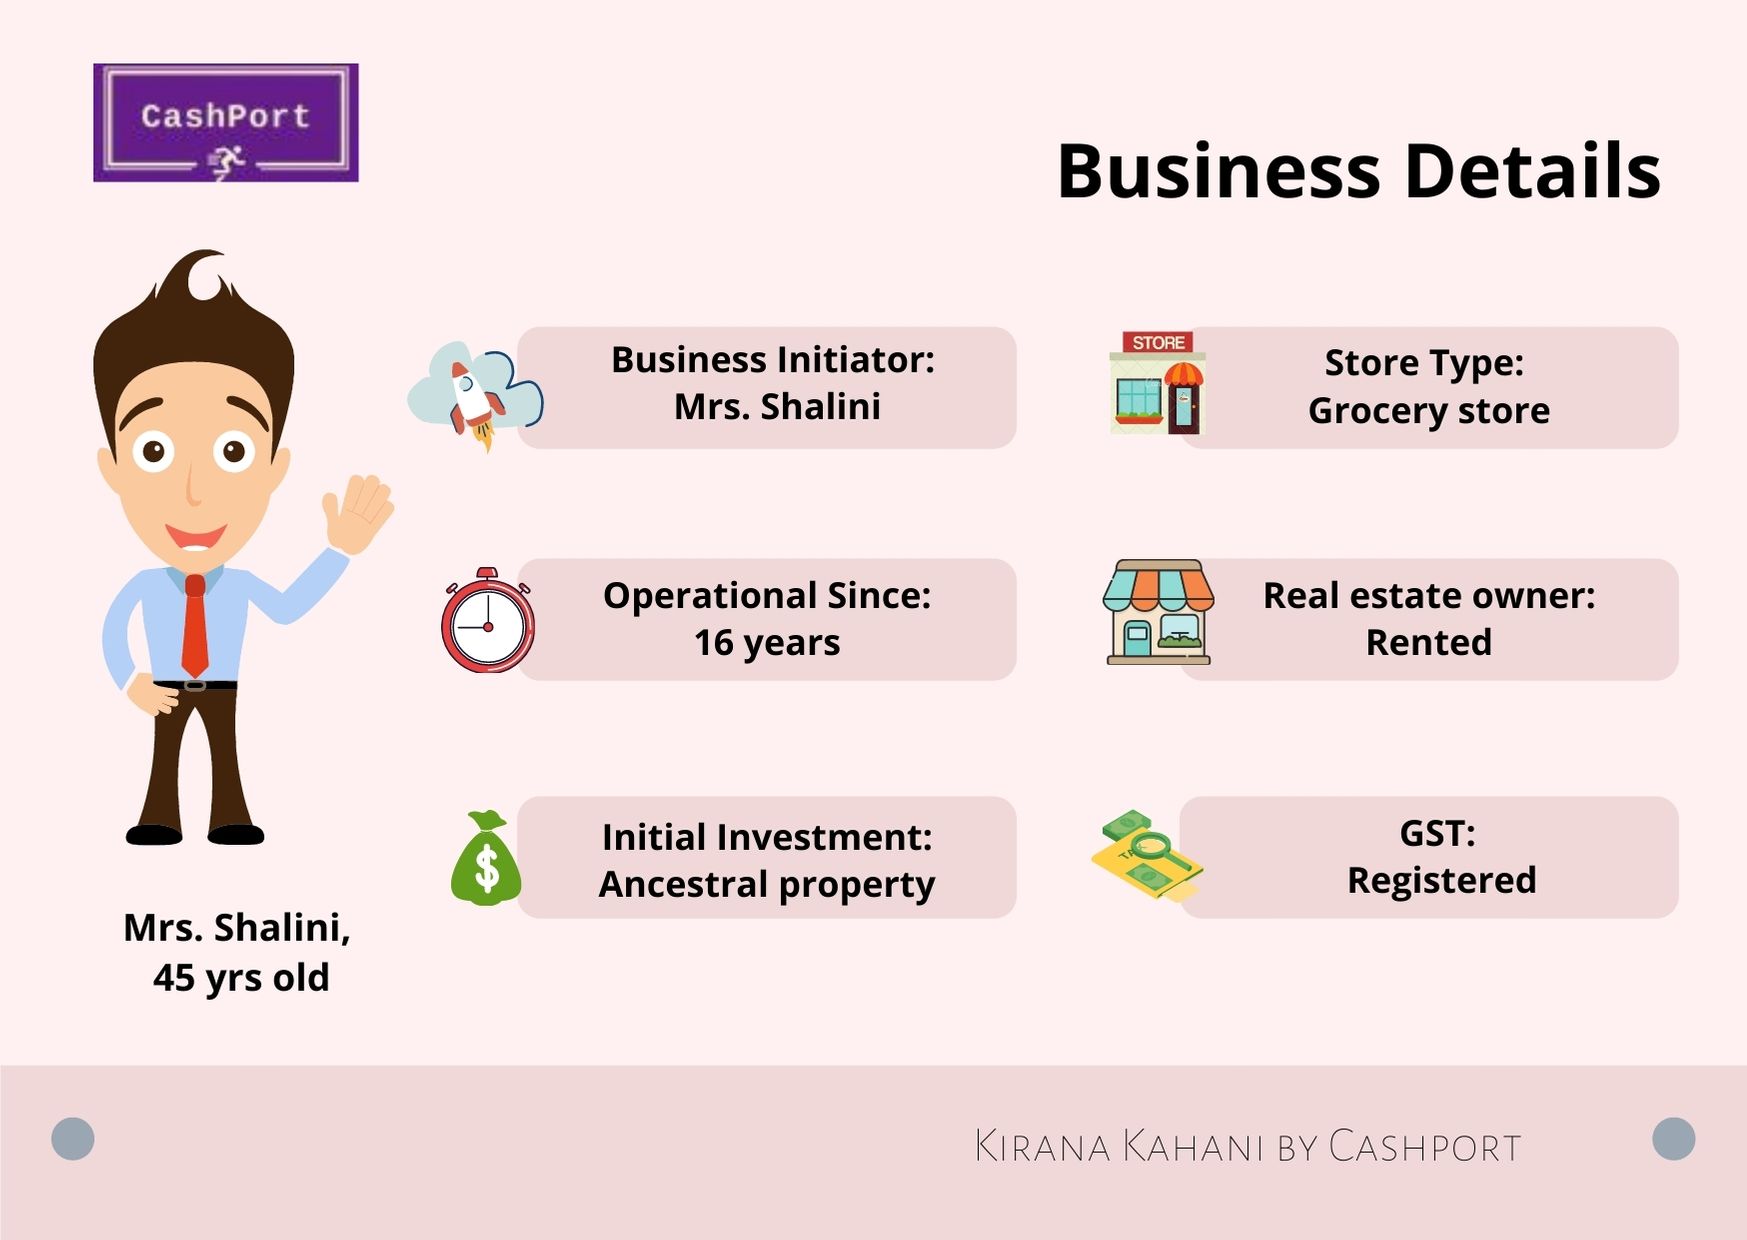 CashPort
Business Details
Business Initiator:
Mrs. Shalini
STORE
Store Type:
Grocery store
Operational Since:
16 years
Real estate owner:
Rented
$
Initial Investment:
Ancestral property
GST:
Registered
Mrs. Shalini,
45 yrs old
Kirana Kahani by Cashport